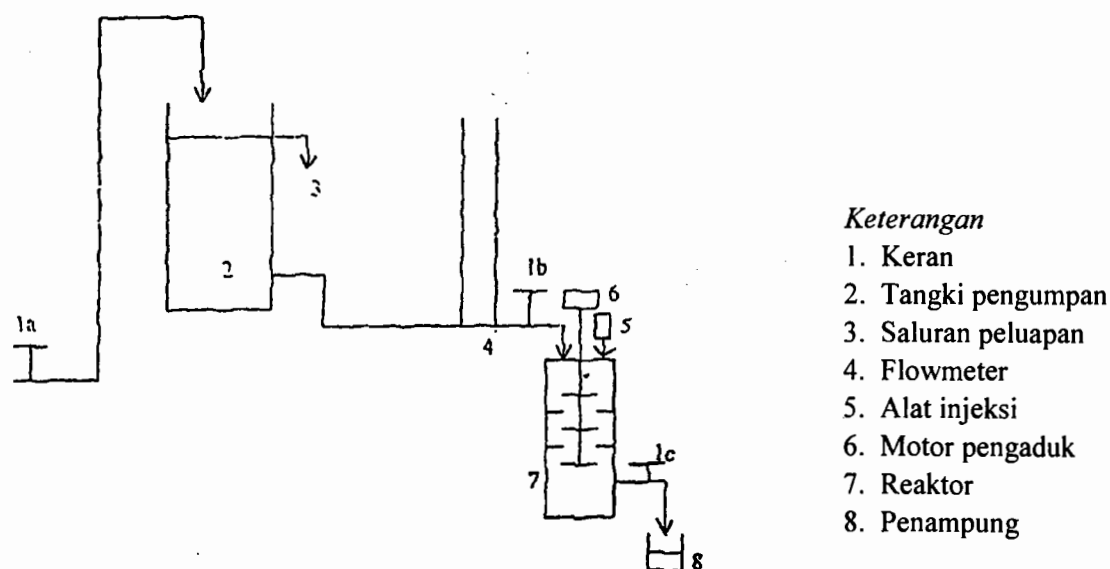 3
2
1b
6
1a
5
4
Keterangan
1. Keran
2. Tangki pengumpan
3. Saluran peluapan
4. Flowmeter
5. Alat injeksi
6. Motor pengaduk
7. Reaktor
8. Penampung
1c
7
8